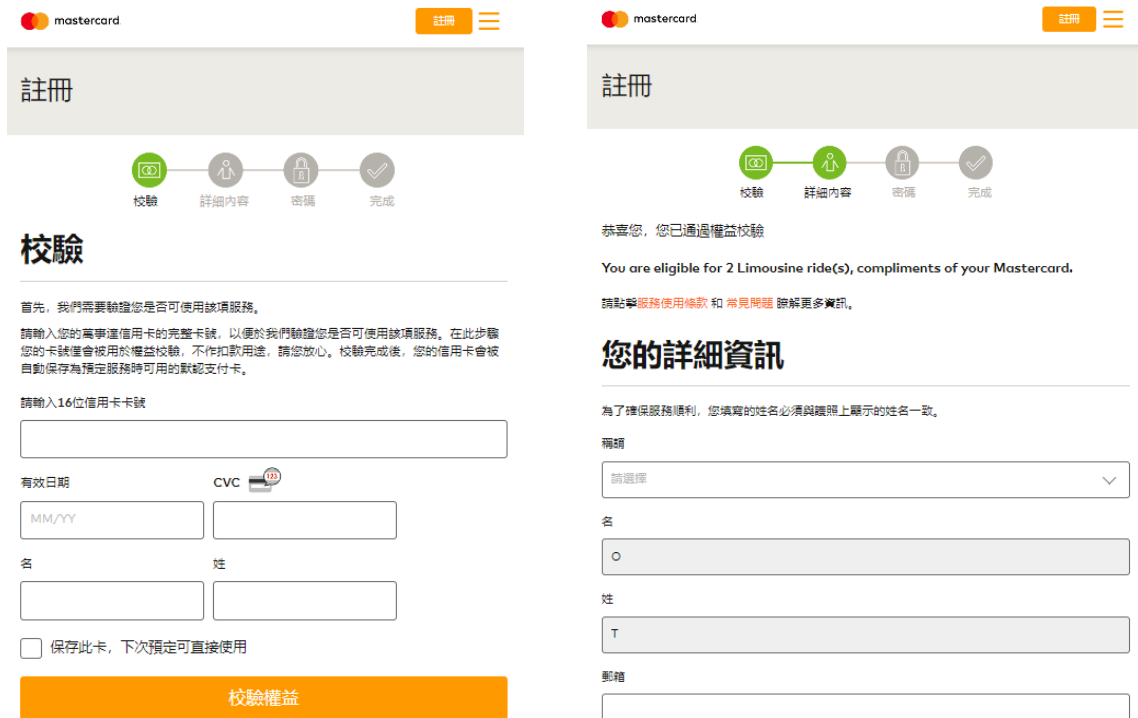 mastercard
註冊
註冊
校驗
詳細內容
密碼
完成
校驗
首先，我們需要驗證您是否可使用該項服務。
請輸入您的萬事達信用卡的完整卡號，以便於我們驗證您是否可使用該項服務。在此步驟
您的卡號僅會被用於權益校驗，不作扣款用途，請您放心。校驗完成後，您的信用卡會被
自動保存為預定服務時可用的默認支付卡。
請輸入16位信用卡卡號
有效日期
CVC
123
MM/YY
名
姓
保存此卡，下次預定可直接使用
校驗權益
mastercard
註冊
註冊
校驗
詳細內容
密碼
完成
恭喜您，您已通過權益校驗
You are eligible for 2 Limousine ride(s), compliments of your Mastercard.
請點擊服務使用條款 和 常見問題 瞭解更多資訊。
您的詳細資訊
為了確保服務順利，您填寫的姓名必須與護照上顯示的姓名一致。
稱謂
請選擇
名
O
姓
T
郵箱